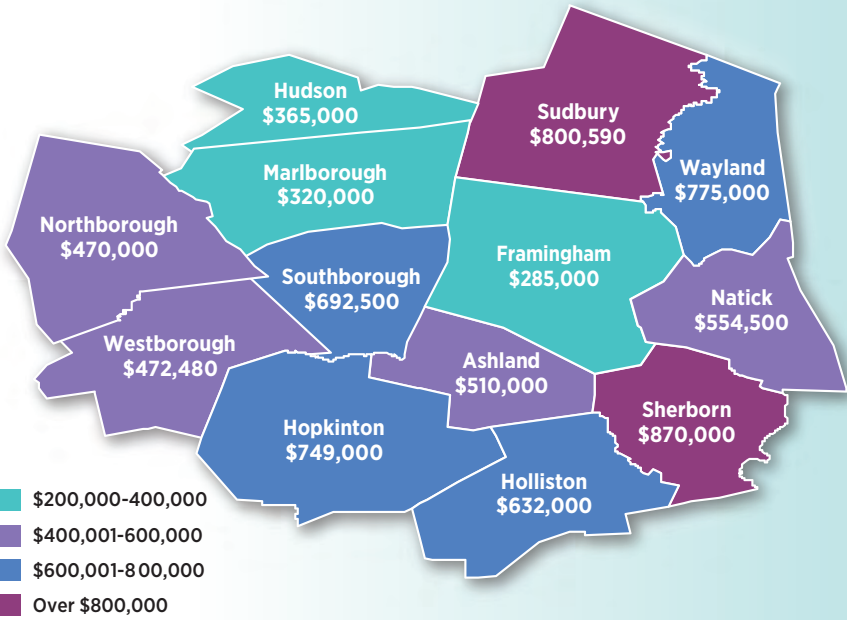 Hudson
$365,000
Sudbury
$800,590
Marlborough
$320,000
Wayland
$775,000
Northborough
$470,000
Southborough
$692,500
Framingham
$285,000
Natick
$554,500
Westborough
$472,480
Ashland
$510,000
Sherborn
$870,000
Hopkinton
$749,000
Holliston
$632,000
$200,000-400,000
$400,001-600,000
$600,001-800,000
Over $800,000